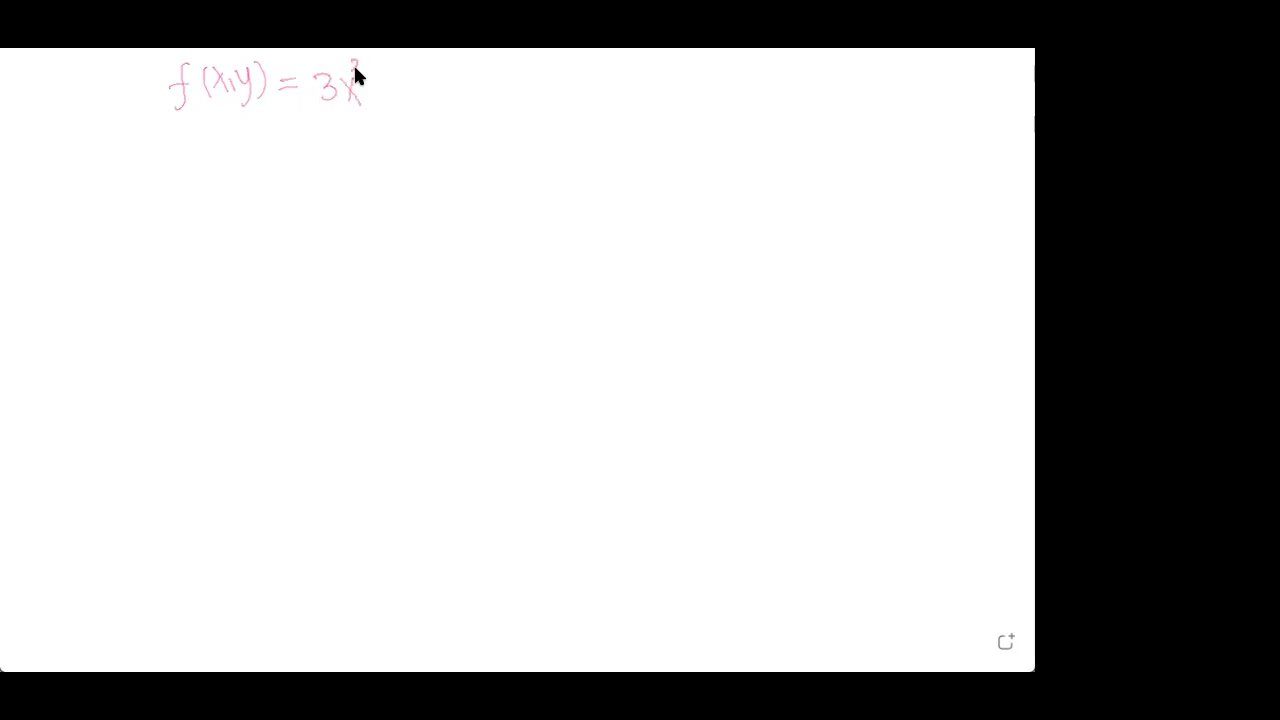 f(x,y) = 3x